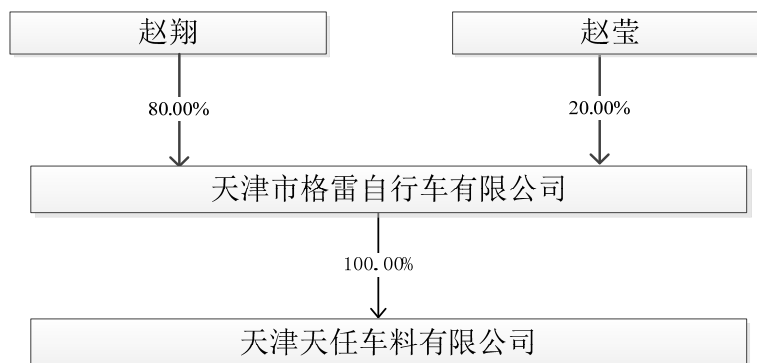 赵翔
赵莹
80.00%
20.00%
天津市格雷自行车有限公司
100.00%
天津天任车料有限公司